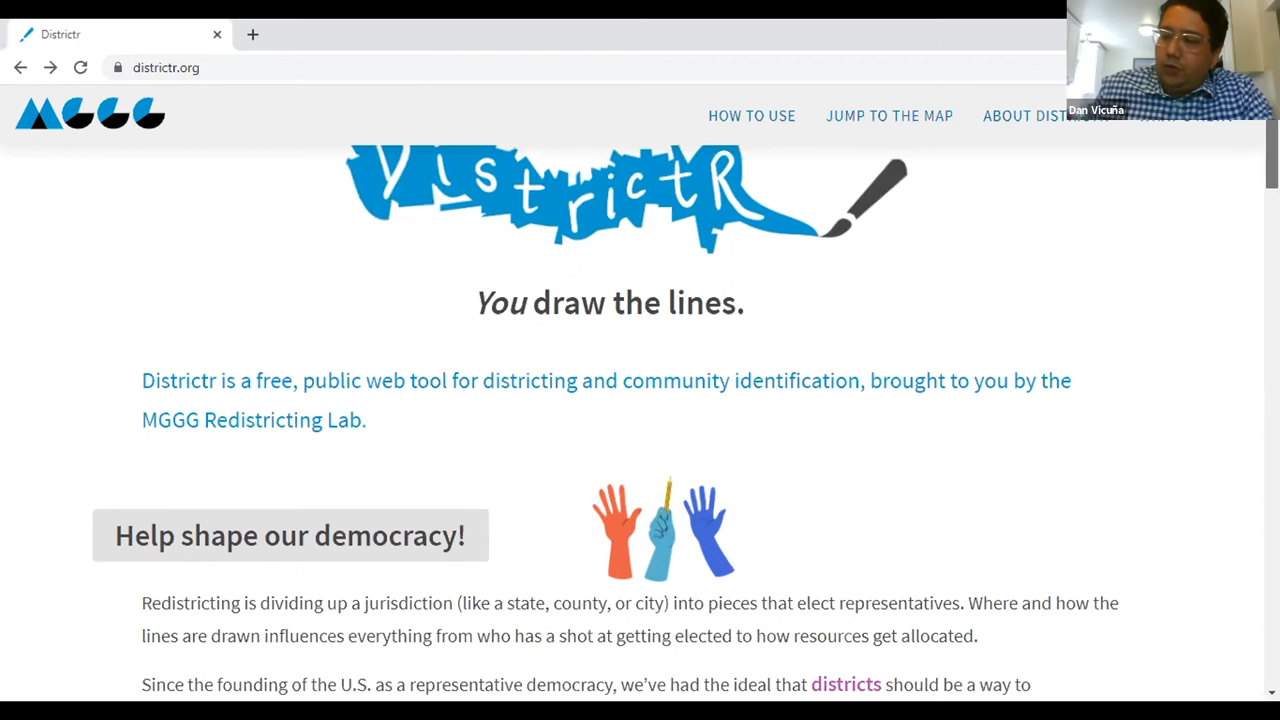 Districtr
districtr.org
Dan Vicuña
MGGG
HOW TO USE
JUMP TO THE MAP
ABOUT
DistrictR
You draw the lines.
Districtr is a free, public web tool for districting and community identification, brought to you by the
MGGG Redistricting Lab.
Help shape our democracy!
Redistricting is dividing up a jurisdiction (like a state, county, or city) into pieces that elect representatives. Where and how the
lines are drawn influences everything from who has a shot at getting elected to how resources get allocated.
Since the founding of the U.S. as a representative democracy, we've had the ideal that districts should be a way to